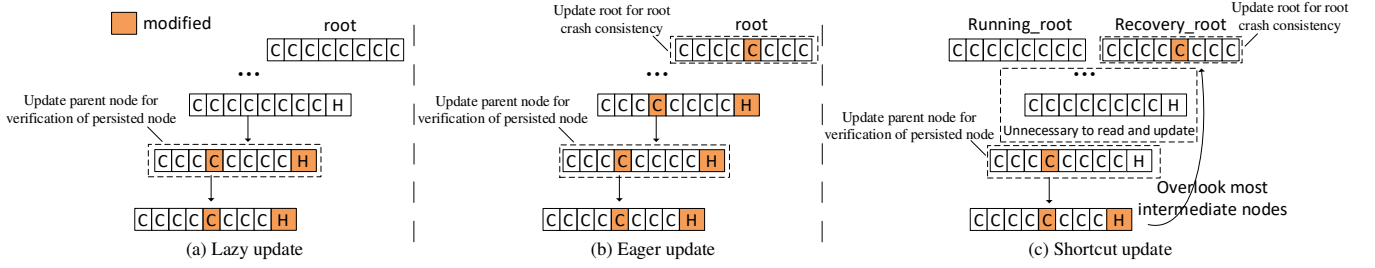 modified
root
C C C C C C C C
...
C C C C C C C C H
Update parent node for
verification of persisted node
C C C C C C C C H
C C C C C C C C H
(a) Lazy update
Update root for root
crash consistency
root
C C C C C C C C
...
C C C C C C C C H
Update parent node for
verification of persisted node
C C C C C C C C H
C C C C C C C C H
(b) Eager update
Running_root
Recovery_root
Update root for root
crash consistency
C C C C C C C C
C C C C C C C C
...
C C C C C C C C H
Unnecessary to read and update
Update parent node for
verification of persisted node
C C C C C C C C H
Overlook most
intermediate nodes
C C C C C C C C H
(c) Shortcut update